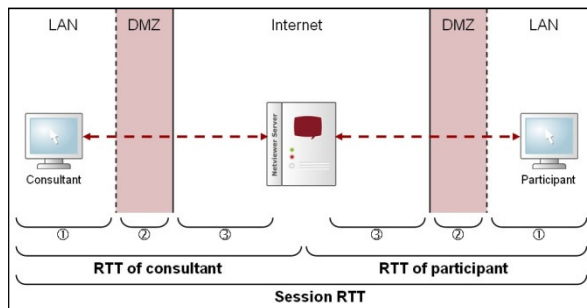 LAN DMZ Internet DMZ LAN
Netviewer Server
Consultant Participant
① ② ③ ③ ② ①
RTT of consultant RTT of participant
Session RTT